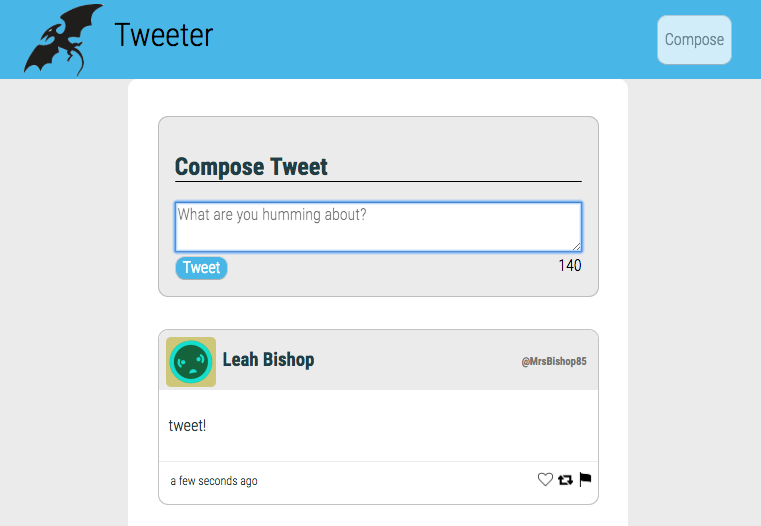 Tweeter
Compose
Compose Tweet
What are you humming about?
Tweet
140
Leah Bishop
@MrsBishop85
tweet!
a few seconds ago